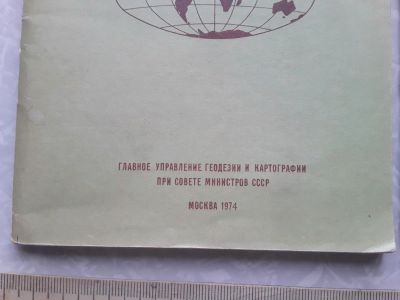 ГЛАВНОЕ УПРАВЛЕНИЕ ГЕОДЕЗИИ И КАРТОГРАФИИ
ПРИ СОВЕТЕ МИНИСТРОВ СССР
МОСКВА 1974